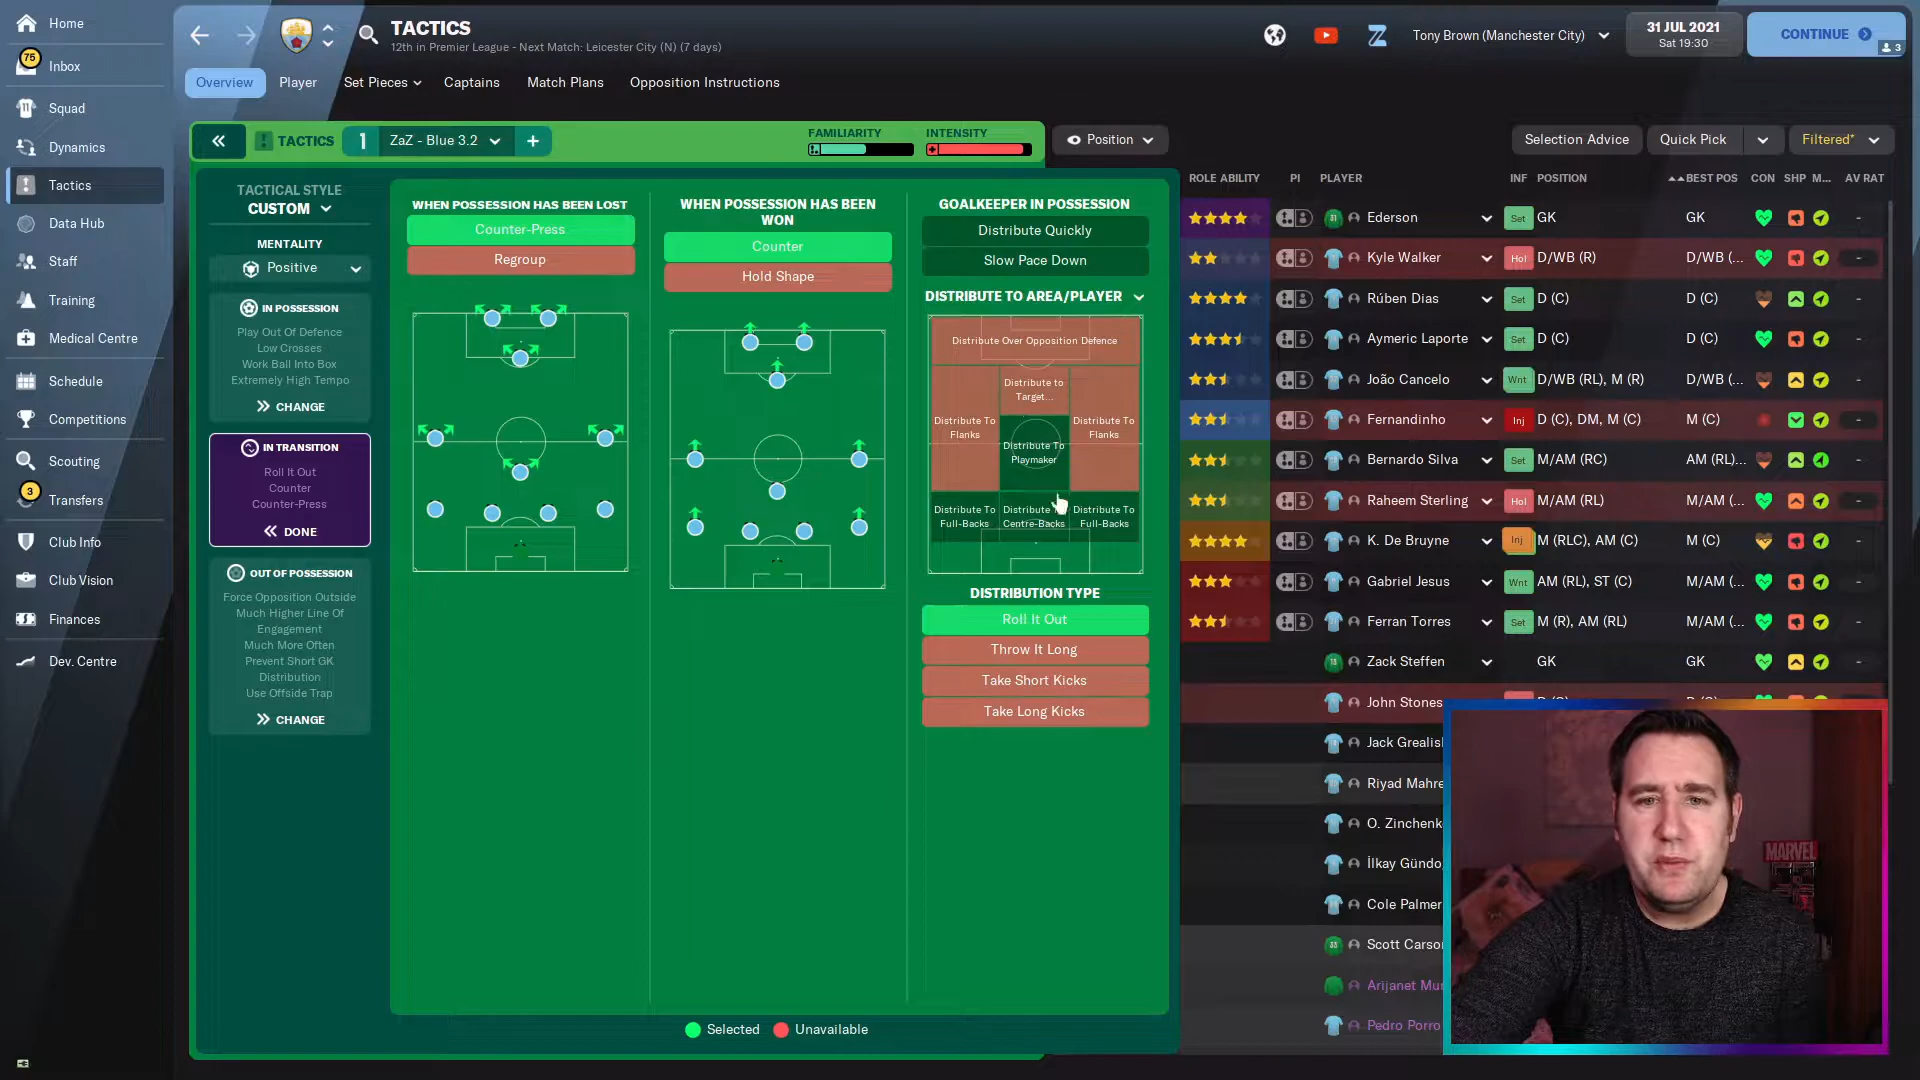 Home
75
Inbox
Squad
Dynamics
Tactics
Data Hub
Staff
Training
Medical Centre
Schedule
Competitions
Scouting
3
Transfers
Club Info
Club Vision
Finances
Dev. Centre
TACTICS
12th in Premier League - Next Match: Leicester City (N) (7 days)
Tony Brown (Manchester City)
31 JUL 2021
Sat 19:30
CONTINUE
3
Overview
Player
Set Pieces
Captains
Match Plans
Opposition Instructions
TACTICS
1
ZaZ - Blue 3.2
FAMILIARITY
INTENSITY
Position
Selection Advice
Quick Pick
Filtered*
TACTICAL STYLE
CUSTOM
MENTALITY
Positive
IN POSSESSION
Play Out Of Defence
Low Crosses
Work Ball Into Box
Extremely High Tempo
CHANGE
IN TRANSITION
Roll It Out
Counter
Counter-Press
DONE
OUT OF POSSESSION
Force Opposition Outside
Much Higher Line Of
Engagement
Much More Often
Prevent Short GK
Distribution
Use Offside Trap
CHANGE
WHEN POSSESSION HAS BEEN LOST
Counter-Press
Regroup
WHEN POSSESSION HAS BEEN
WON
Counter
Hold Shape
GOALKEEPER IN POSSESSION
Distribute Quickly
Slow Pace Down
DISTRIBUTE TO AREA/PLAYER
Distribute Over Opposition Defence
Distribute to
Target...
Distribute To
Flanks
Distribute To
Playmaker
Distribute To
Flanks
Distribute To
Full-Backs
Distribute
Centre-Backs
Distribute To
Full-Backs
DISTRIBUTION TYPE
Roll It Out
Throw It Long
Take Short Kicks
Take Long Kicks
Selected
Unavailable
ROLE ABILITY PI PLAYER INF POSITION BEST POS CON SHP M... AV RAT
31 Ederson Set GK GK -
Kyle Walker Hol D/WB (R) D/WB (... -
Rúben Dias Set D (C) D (C) -
Aymeric Laporte Set D (C) D (C) -
João Cancelo Wnt D/WB (RL), M (R) D/WB (... -
Fernandinho Inj D (C), DM, M (C) M (C) -
Bernardo Silva Set M/AM (RC) AM (RL)... -
Raheem Sterling Hol M/AM (RL) M/AM (... -
K. De Bruyne Inj M (RLC), AM (C) M (C) -
Gabriel Jesus Wnt AM (RL), ST (C) M/AM (... -
Ferran Torres Set M (R), AM (RL) M/AM (... -
13 Zack Steffen GK GK -
John Stones
Jack Grealis
Riyad Mahre
O. Zinchenk
İlkay Gündo
Cole Palmer
33 Scott Carso
Arijanet Mu
Pedro Porro
MARVEL